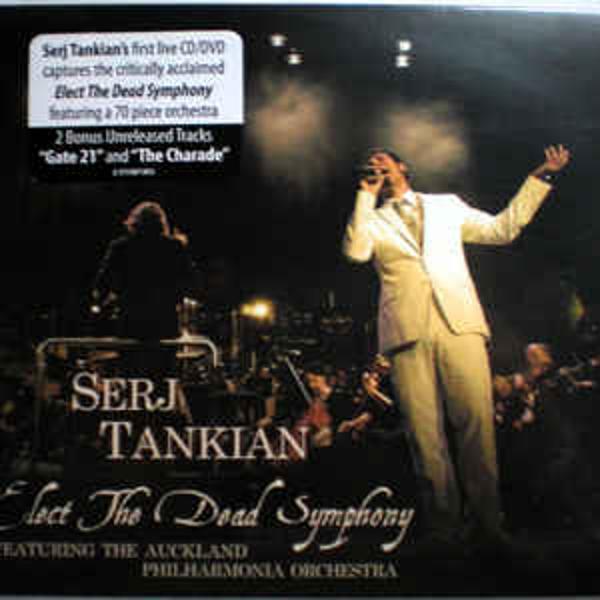 Serj Tankian's first live CD/DVD
captures the critically acclaimed
Elect The Dead Symphony
featuring a 70 piece orchestra
2 Bonus Unreleased Tracks
"Gate 21" and "The Charade"
SERJ
TANKIAN
Elect The Dead Symphony
FEATURING THE AUCKLAND
PHILHARMONIA ORCHESTRA